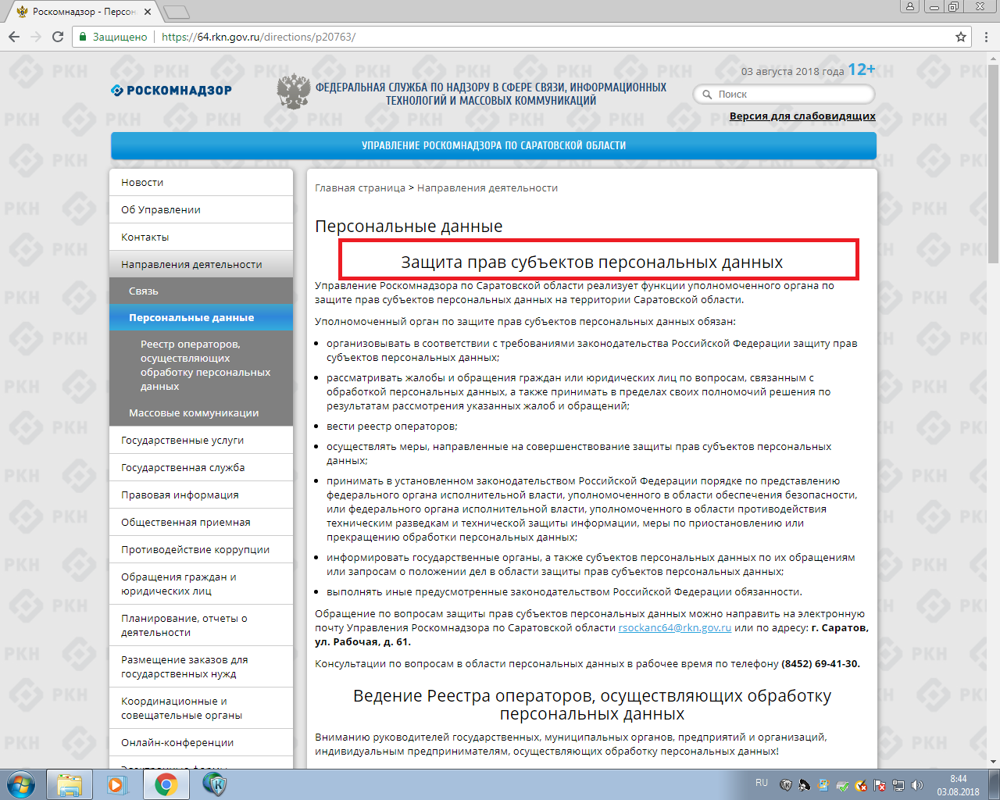 Роскомнадзор - Персон
Защищено https://64.rkn.gov.ru/directions/p20763/
РОСКОМНАДЗОР
ФЕДЕРАЛЬНАЯ СЛУЖБА ПО НАДЗОРУ В СФЕРЕ СВЯЗИ, ИНФОРМАЦИОННЫХ
ТЕХНОЛОГИЙ И МАССОВЫХ КОММУНИКАЦИЙ
03 августа 2018 года 12+
Поиск
Версия для слабовидящих
УПРАВЛЕНИЕ РОСКОМНАДЗОРА ПО САРАТОВСКОЙ ОБЛАСТИ
Новости
Об Управлении
Контакты
Направления деятельности
Связь
Персональные данные
Реестр операторов,
осуществляющих
обработку персональных
данных
Массовые коммуникации
Государственные услуги
Государственная служба
Правовая информация
Общественная приемная
Противодействие коррупции
Обращения граждан и
юридических лиц
Планирование, отчеты о
деятельности
Размещение заказов для
государственных нужд
Координационные и
совещательные органы
Онлайн-конференции
Электронные формы
Главная страница > Направления деятельности
Персональные данные
Защита прав субъектов персональных данных
Управление Роскомнадзора по Саратовской области реализует функции уполномоченного органа по
защите прав субъектов персональных данных на территории Саратовской области.
Уполномоченный орган по защите прав субъектов персональных данных обязан:
• организовывать в соответствии с требованиями законодательства Российской Федерации защиту прав
субъектов персональных данных;
• рассматривать жалобы и обращения граждан или юридических лиц по вопросам, связанным с
обработкой персональных данных, а также принимать в пределах своих полномочий решения по
результатам рассмотрения указанных жалоб и обращений;
• вести реестр операторов;
• осуществлять меры, направленные на совершенствование защиты прав субъектов персональных
данных;
• принимать в установленном законодательством Российской Федерации порядке по представлению
федерального органа исполнительной власти, уполномоченного в области обеспечения безопасности,
или федерального органа исполнительной власти, уполномоченного в области противодействия
техническим разведкам и технической защиты информации, меры по приостановлению или
прекращению обработки персональных данных;
• информировать государственные органы, а также субъектов персональных данных по их обращениям
или запросам о положении дел в области защиты прав субъектов персональных данных;
• выполнять иные предусмотренные законодательством Российской Федерации обязанности.
Обращение по вопросам защиты прав субъектов персональных данных можно направить на электронную
почту Управления Роскомнадзора по Саратовской области rsockanc64@rkn.gov.ru или по адресу: г. Саратов,
ул. Рабочая, д. 61.
Консультации по вопросам в области персональных данных в рабочее время по телефону (8452) 69-41-30.
Ведение Реестра операторов, осуществляющих обработку
персональных данных
Вниманию руководителей государственных, муниципальных органов, предприятий и организаций,
индивидуальным предпринимателям, осуществляющих обработку персональных данных!
RU
8:44
03.08.2018